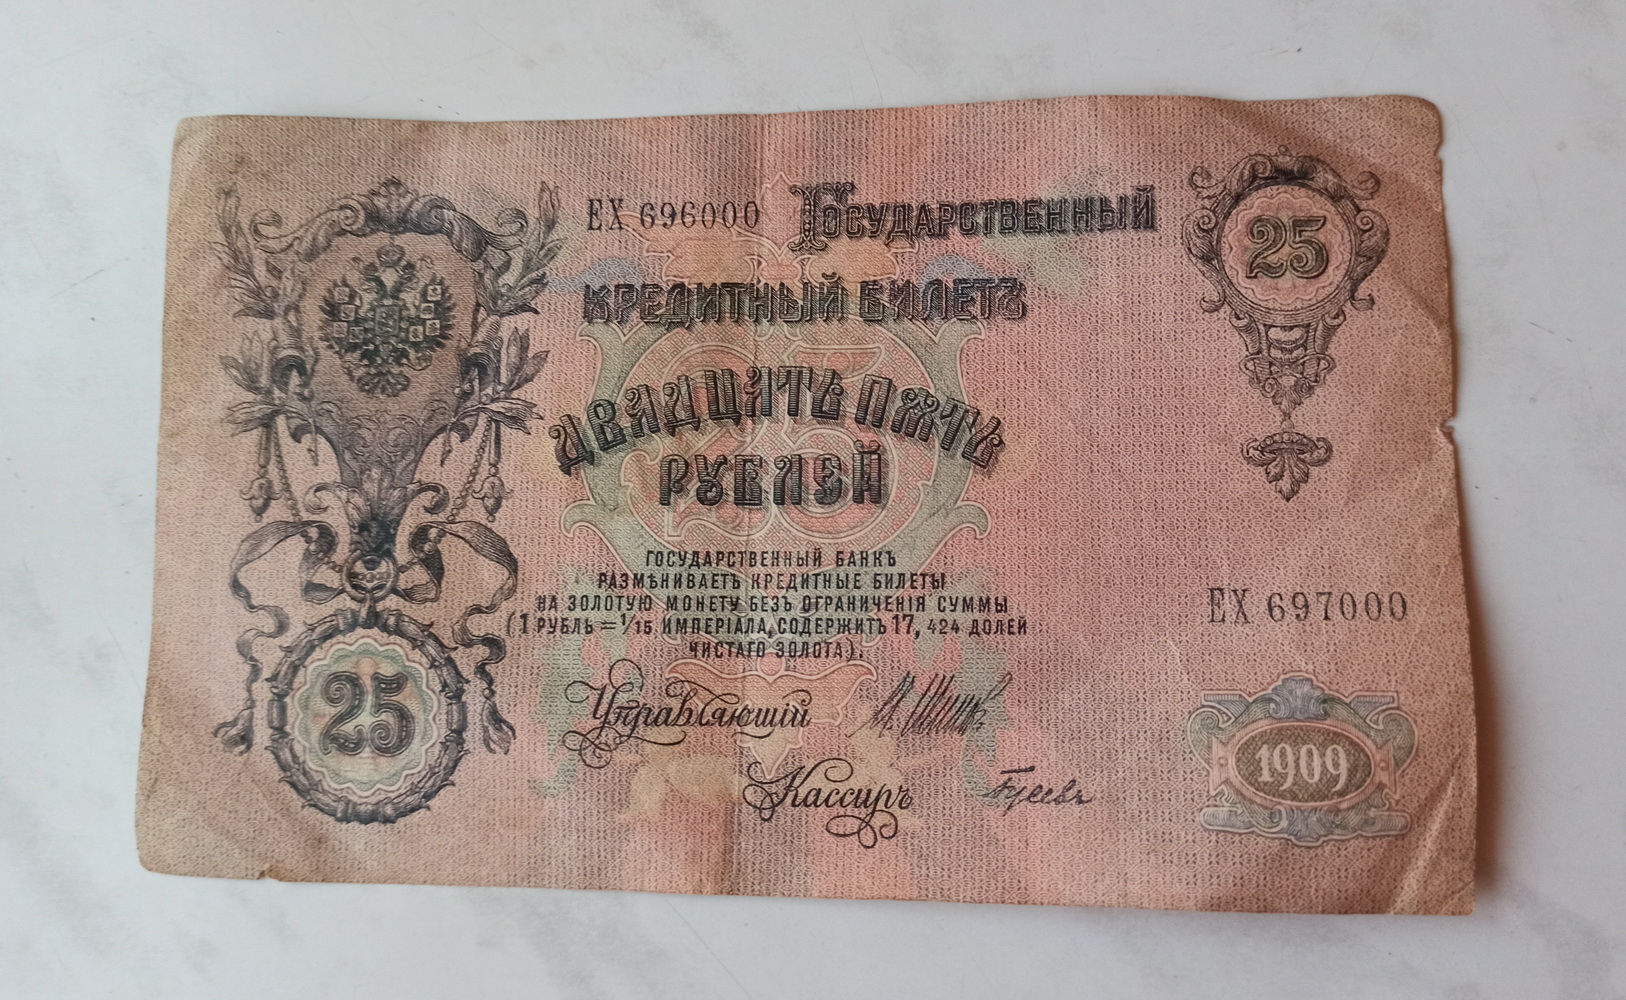 ЕХ 696000 Государственный
25
Кредитный Билетъ
Двадцать пять
рублей
ГОСУДАРСТВЕННЫЙ БАНКЪ
РАЗМѢНИВАЕТЪ КРЕДИТНЫЕ БИЛЕТЫ
НА ЗОЛОТУЮ МОНЕТУ БЕЗЪ ОГРАНИЧЕНІЯ СУММЫ
(1 РУБЛЬ = 1/15 ИМПЕРІАЛА, СОДЕРЖИТЪ 17, 424 ДОЛЕЙ
ЧИСТАГО ЗОЛОТА).
ЕХ 697000
25
25
Управляющій
Кассиръ Гусевъ
1909